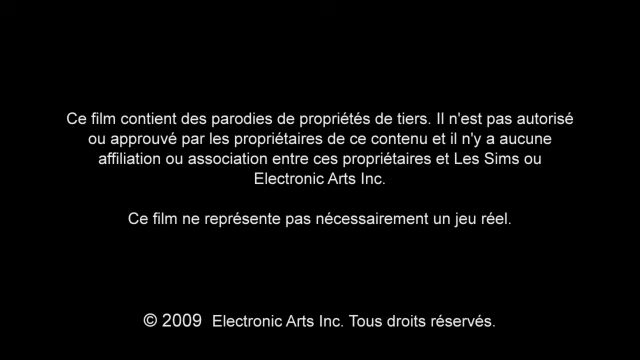 Ce film contient des parodies de propriétés de tiers. Il n'est pas autorisé
ou approuvé par les propriétaires de ce contenu et il n'y a aucune
affiliation ou association entre ces propriétaires et Les Sims ou
Electronic Arts Inc.
Ce film ne représente pas nécessairement un jeu réel.
© 2009 Electronic Arts Inc. Tous droits réservés.